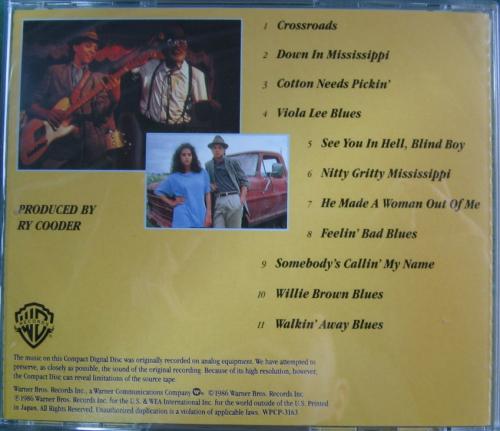 1 Crossroads
2 Down In Mississippi
3 Cotton Needs Pickin'
4 Viola Lee Blues
5 See You In Hell, Blind Boy
6 Nitty Gritty Mississippi
7 He Made A Woman Out Of Me
8 Feelin' Bad Blues
9 Somebody's Callin' My Name
10 Willie Brown Blues
11 Walkin' Away Blues
PRODUCED BY
RY COODER
WB
RECORDS
The music on this Compact Digital Disc was originally recorded on analog equipment. We have attempted to
preserve, as closely as possible, the sound of the original recording. Because of its high resolution, however,
the Compact Disc can reveal limitations of the source tape.
Warner Bros. Records Inc., a Warner Communications Company ©1986 Warner Bros. Records Inc.
℗1986 Warner Bros. Records Inc. for the U.S. & WEA International Inc. for the world outside of the U.S. Printed
in Japan. All Rights Reserved. Unauthorized duplication is a violation of applicable laws. WPCP-3163